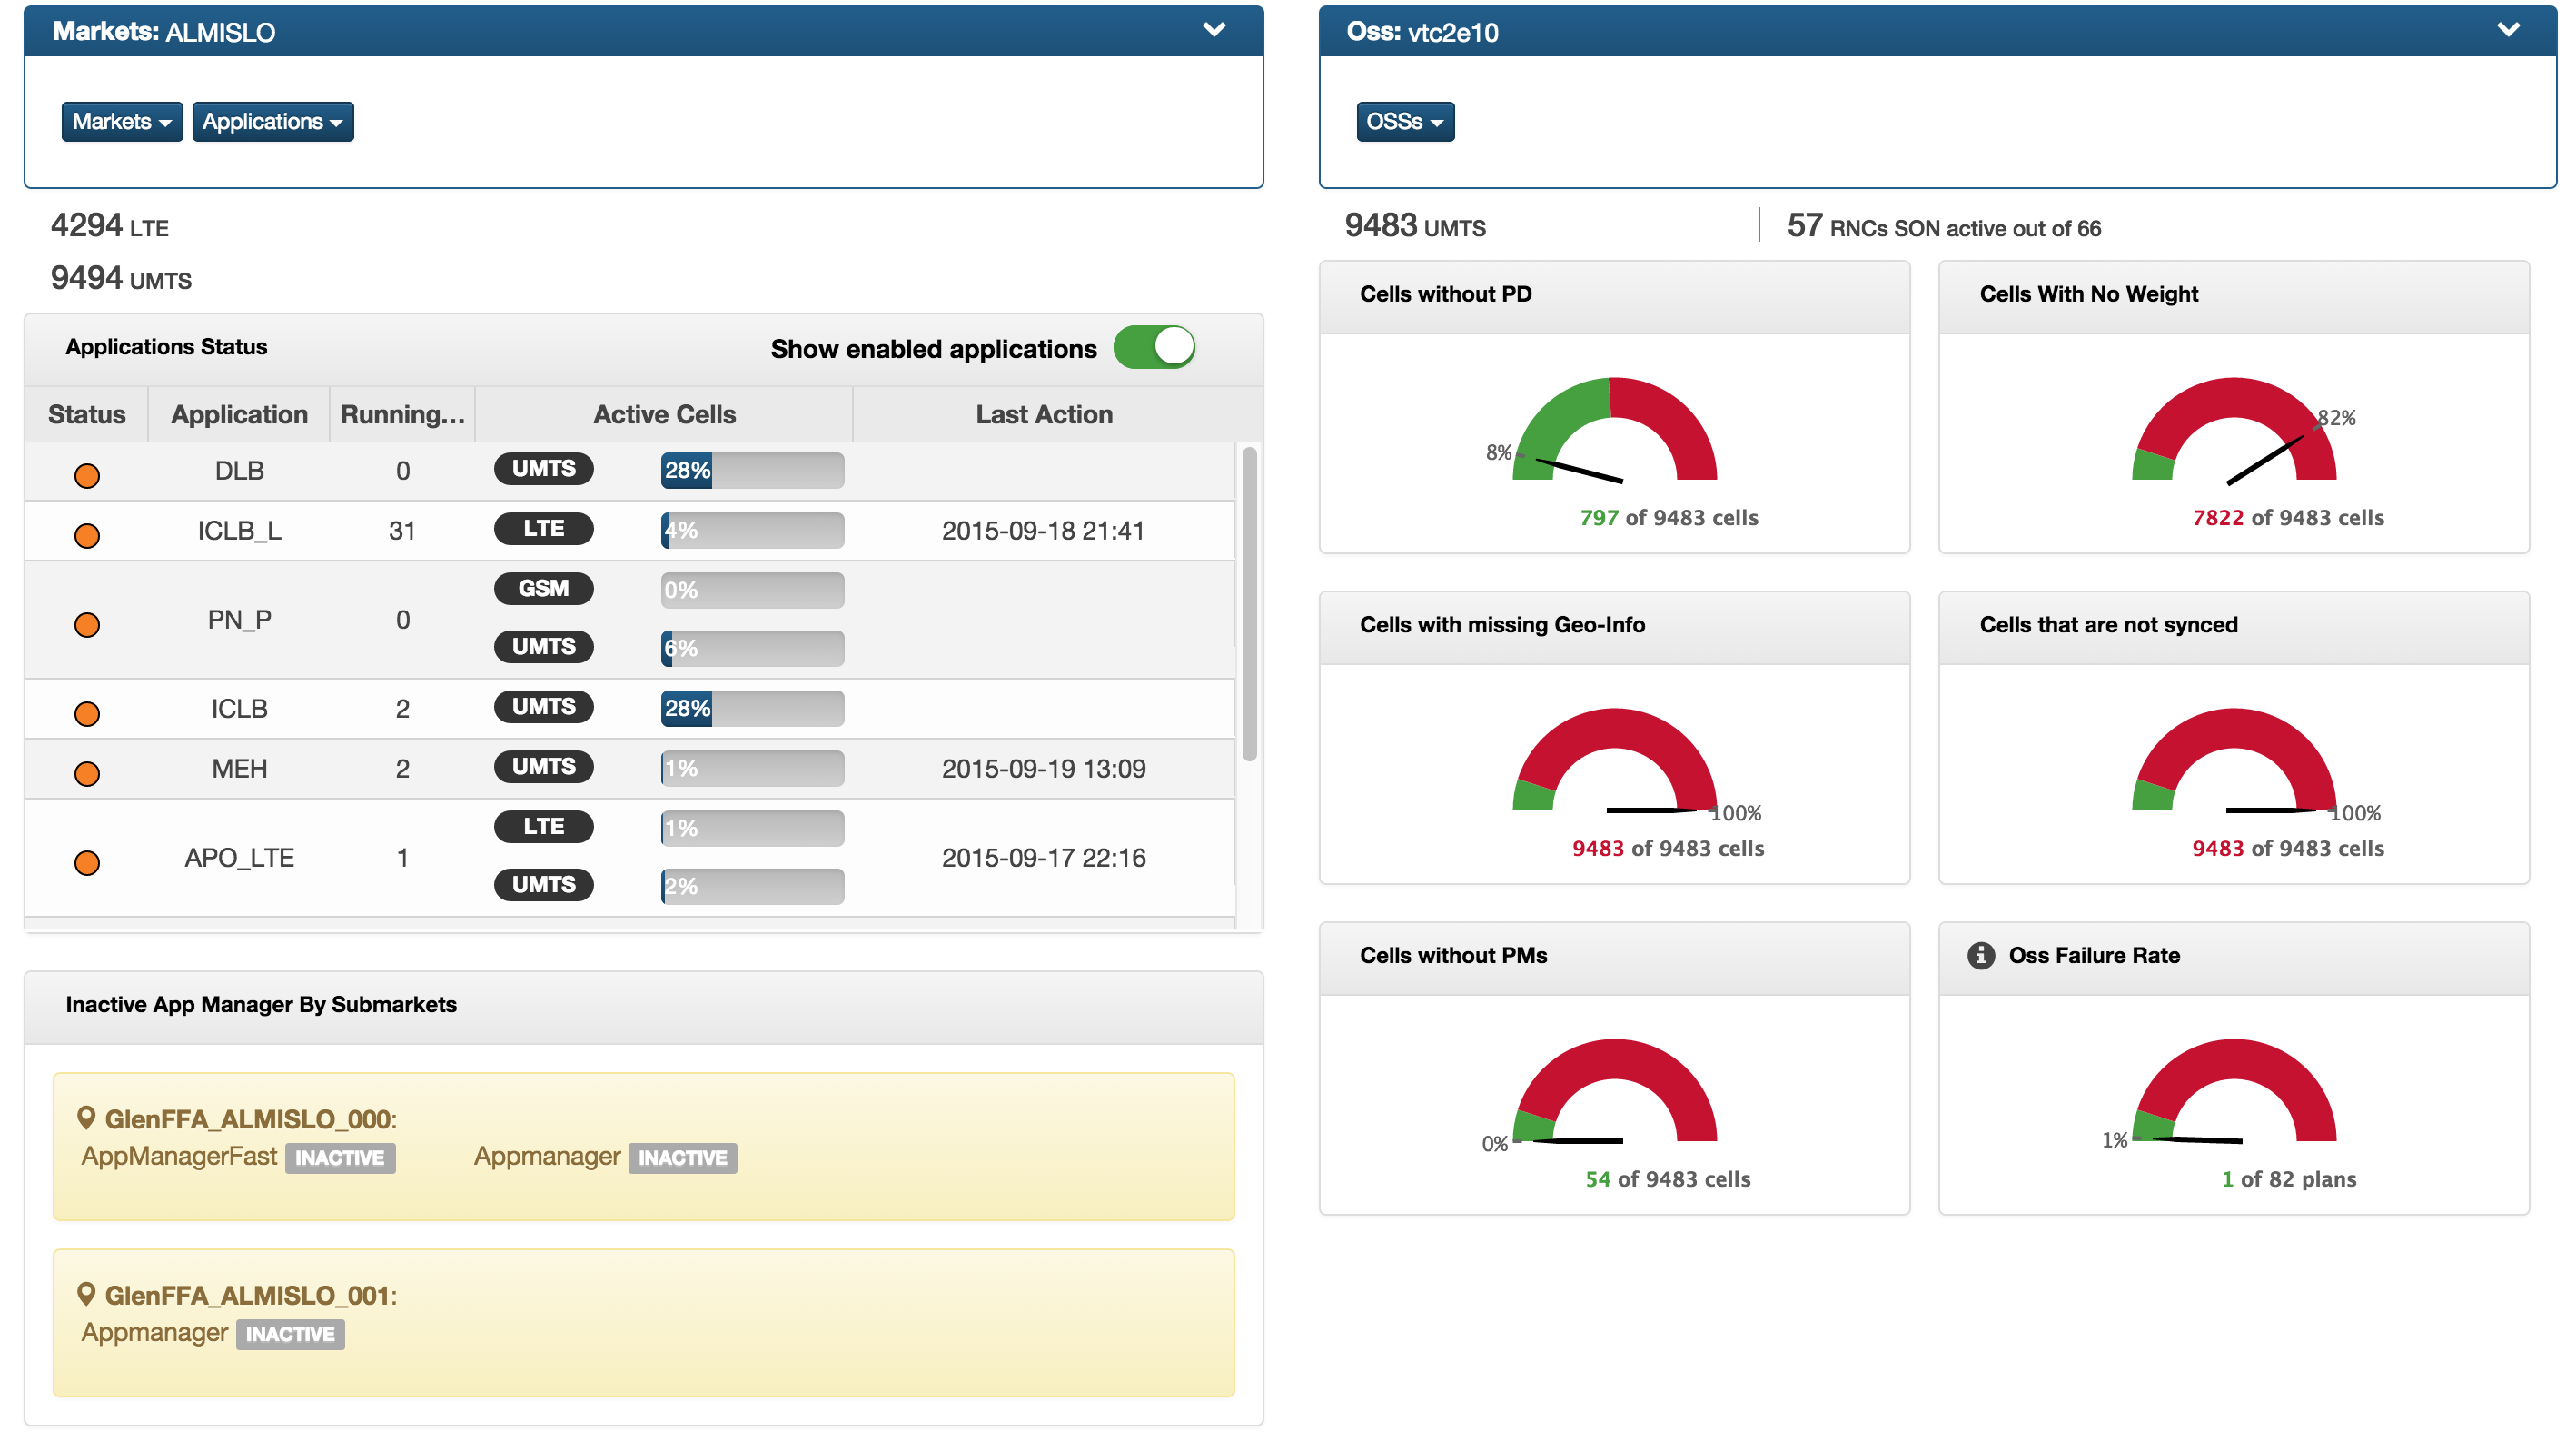 Markets: ALMISLO
Markets
Applications
4294 LTE
9494 UMTS
Applications Status
Show enabled applications
Status Application Running... Active Cells Last Action
DLB 0 UMTS 28%
ICLB_L 31 LTE 4% 2015-09-18 21:41
GSM 0%
PN_P 0
UMTS 6%
ICLB 2 UMTS 28%
MEH 2 UMTS 1% 2015-09-19 13:09
LTE 1%
APO_LTE 1 2015-09-17 22:16
UMTS 2%
Inactive App Manager By Submarkets
GlenFFA_ALMISLO_000:
AppManagerFast INACTIVE Appmanager INACTIVE
GlenFFA_ALMISLO_001:
Appmanager INACTIVE
Oss: vtc2e10
OSSs
9483 UMTS
57 RNCs SON active out of 66
Cells without PD
8%
797 of 9483 cells
Cells With No Weight
82%
7822 of 9483 cells
Cells with missing Geo-Info
100%
9483 of 9483 cells
Cells that are not synced
100%
9483 of 9483 cells
Cells without PMs
0%
54 of 9483 cells
Oss Failure Rate
1%
1 of 82 plans